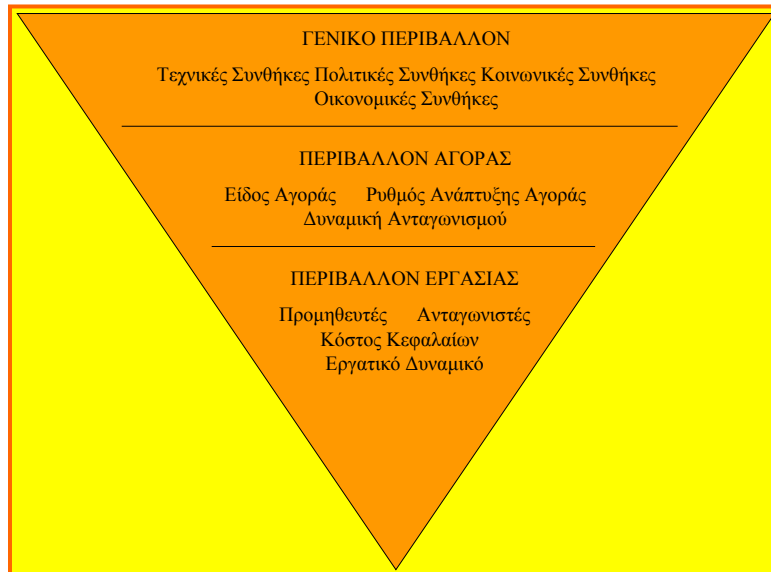 ΓΕΝΙΚΟ ΠΕΡΙΒΑΛΛΟΝ
Τεχνικές Συνθήκες Πολιτικές Συνθήκες Κοινωνικές Συνθήκες
Οικονομικές Συνθήκες
ΠΕΡΙΒΑΛΛΟΝ ΑΓΟΡΑΣ
Είδος Αγοράς Ρυθμός Ανάπτυξης Αγοράς
Δυναμική Ανταγωνισμού
ΠΕΡΙΒΑΛΛΟΝ ΕΡΓΑΣΙΑΣ
Προμηθευτές Ανταγωνιστές
Κόστος Κεφαλαίων
Εργατικό Δυναμικό